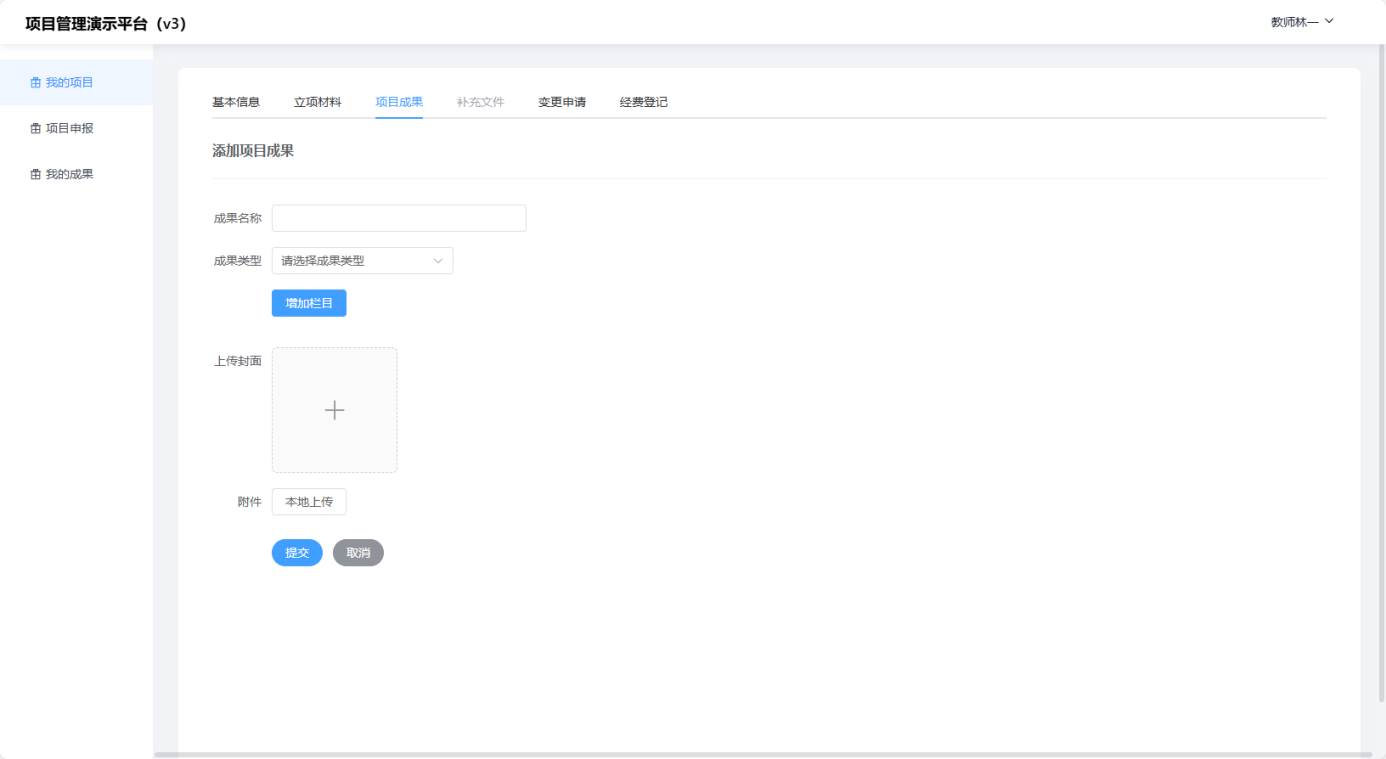 项目管理演示平台（v3）
教师林一
我的项目
项目申报
我的成果
基本信息 立项材料 项目成果 补充文件 变更申请 经费登记
添加项目成果
成果名称
成果类型 请选择成果类型
增加栏目
上传封面
附件 本地上传
提交 取消